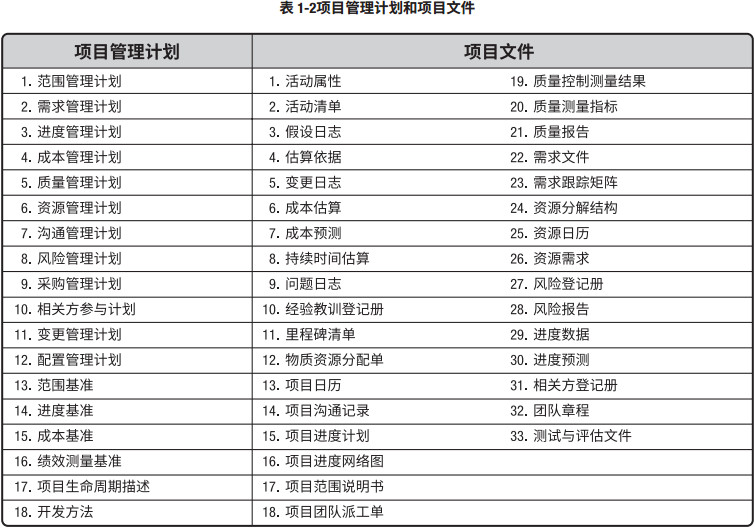 表 1-2项目管理计划和项目文件
项目管理计划 项目文件
1. 范围管理计划 1. 活动属性 19. 质量控制测量结果
2. 需求管理计划 2. 活动清单 20. 质量测量指标
3. 进度管理计划 3. 假设日志 21. 质量报告
4. 成本管理计划 4. 估算依据 22. 需求文件
5. 质量管理计划 5. 变更日志 23. 需求跟踪矩阵
6. 资源管理计划 6. 成本估算 24. 资源分解结构
7. 沟通管理计划 7. 成本预测 25. 资源日历
8. 风险管理计划 8. 持续时间估算 26. 资源需求
9. 采购管理计划 9. 问题日志 27. 风险登记册
10. 相关方参与计划 10. 经验教训登记册 28. 风险报告
11. 变更管理计划 11. 里程碑清单 29. 进度数据
12. 配置管理计划 12. 物质资源分配单 30. 进度预测
13. 范围基准 13. 项目日历 31. 相关方登记册
14. 进度基准 14. 项目沟通记录 32. 团队章程
15. 成本基准 15. 项目进度计划 33. 测试与评估文件
16. 绩效测量基准 16. 项目进度网络图
17. 项目生命周期描述 17. 项目范围说明书
18. 开发方法 18. 项目团队派工单